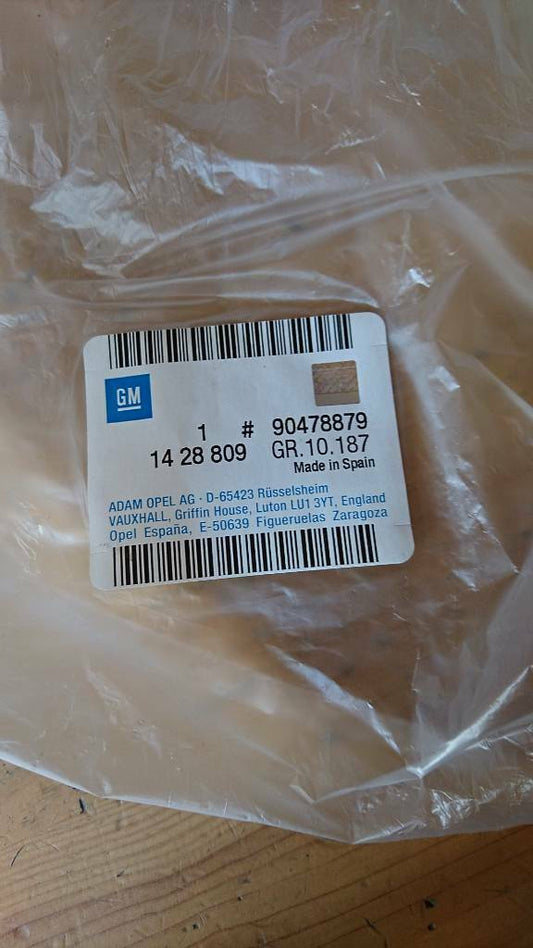 GM
1 # 90478879
14 28 809 GR.10.187
Made in Spain
ADAM OPEL AG · D-65423 Rüsselsheim
VAUXHALL, Griffin House, Luton LU1 3YT, England
Opel España, E-50639 Figueruelas Zaragoza